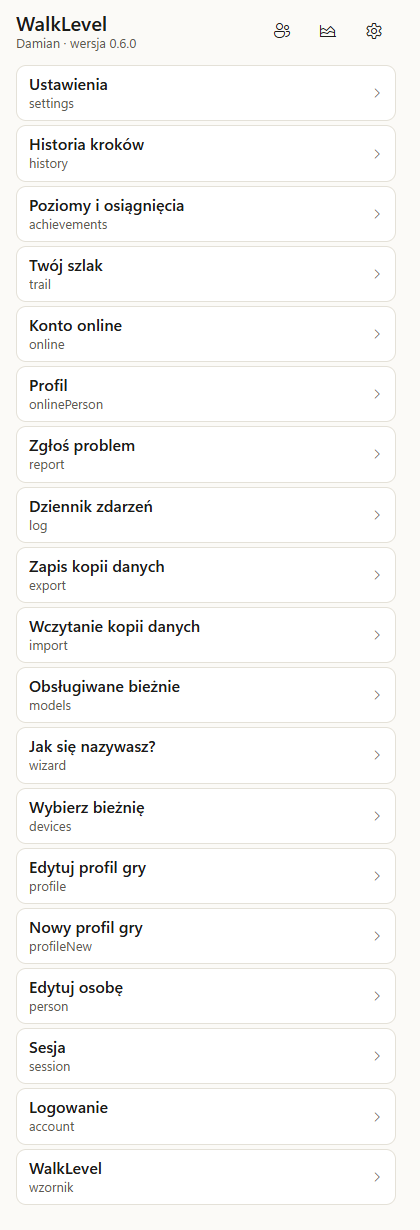 WalkLevel
Damian · wersja 0.6.0
Ustawienia
settings
Historia kroków
history
Poziomy i osiągnięcia
achievements
Twój szlak
trail
Konto online
online
Profil
onlinePerson
Zgłoś problem
report
Dziennik zdarzeń
log
Zapis kopii danych
export
Wczytanie kopii danych
import
Obsługiwane bieżnie
models
Jak się nazywasz?
wizard
Wybierz bieżnię
devices
Edytuj profil gry
profile
Nowy profil gry
profileNew
Edytuj osobę
person
Sesja
session
Logowanie
account
WalkLevel
wzornik